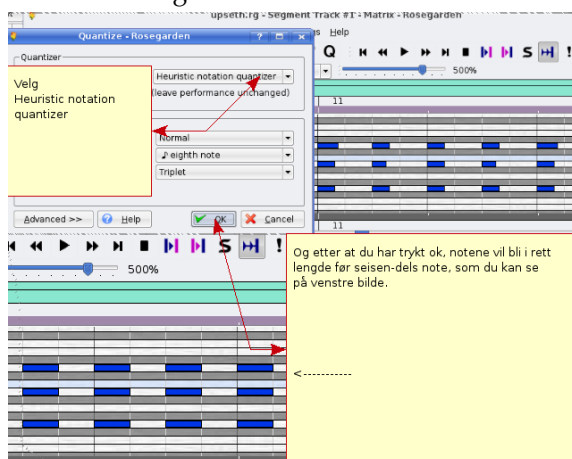 upseth.rg - Segment Track #1 - Matrix - Rosegarden
Quantize - Rosegarden
Help
Quantizer
Q
S
!
Heuristic notation quantizer
500%
(leave performance unchanged)
Velg
Heuristic notation
quantizer
11
Normal
eighth note
Triplet
Advanced >>
Help
OK
Cancel
11
S
!
500%
Og etter at du har trykt ok, notene vil bli i rett
lengde før seisen-dels note, som du kan se
på venstre bilde.
<-----------